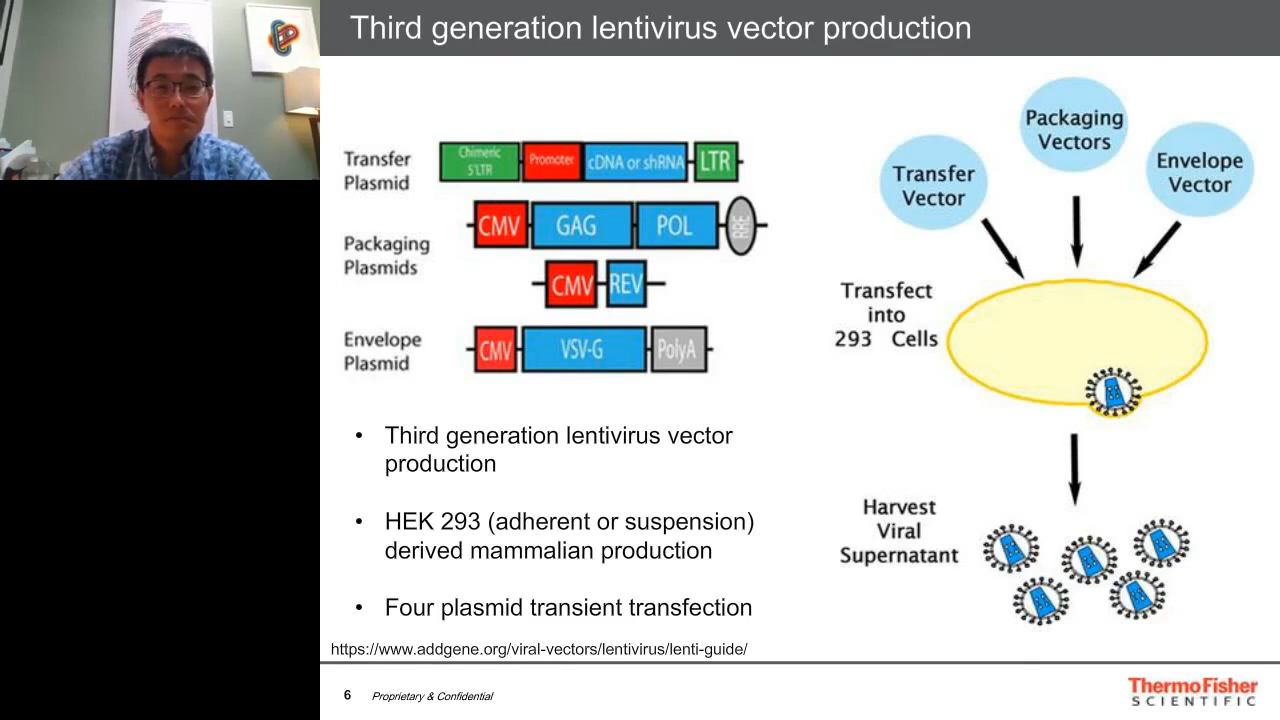 Third generation lentivirus vector production
Transfer
Plasmid
Chimeric
5'LTR
Promoter
cDNA or shRNA
LTR
Packaging
Plasmids
CMV
GAG
POL
RRE
CMV
REV
Envelope
Plasmid
CMV
VSV-G
PolyA
Transfer
Vector
Packaging
Vectors
Envelope
Vector
Transfect
into
293 Cells
Harvest
Viral
Supernatant
• Third generation lentivirus vector
production
• HEK 293 (adherent or suspension)
derived mammalian production
• Four plasmid transient transfection
https://www.addgene.org/viral-vectors/lentivirus/lenti-guide/
6 Proprietary & Confidential
ThermoFisher
SCIENTIFIC